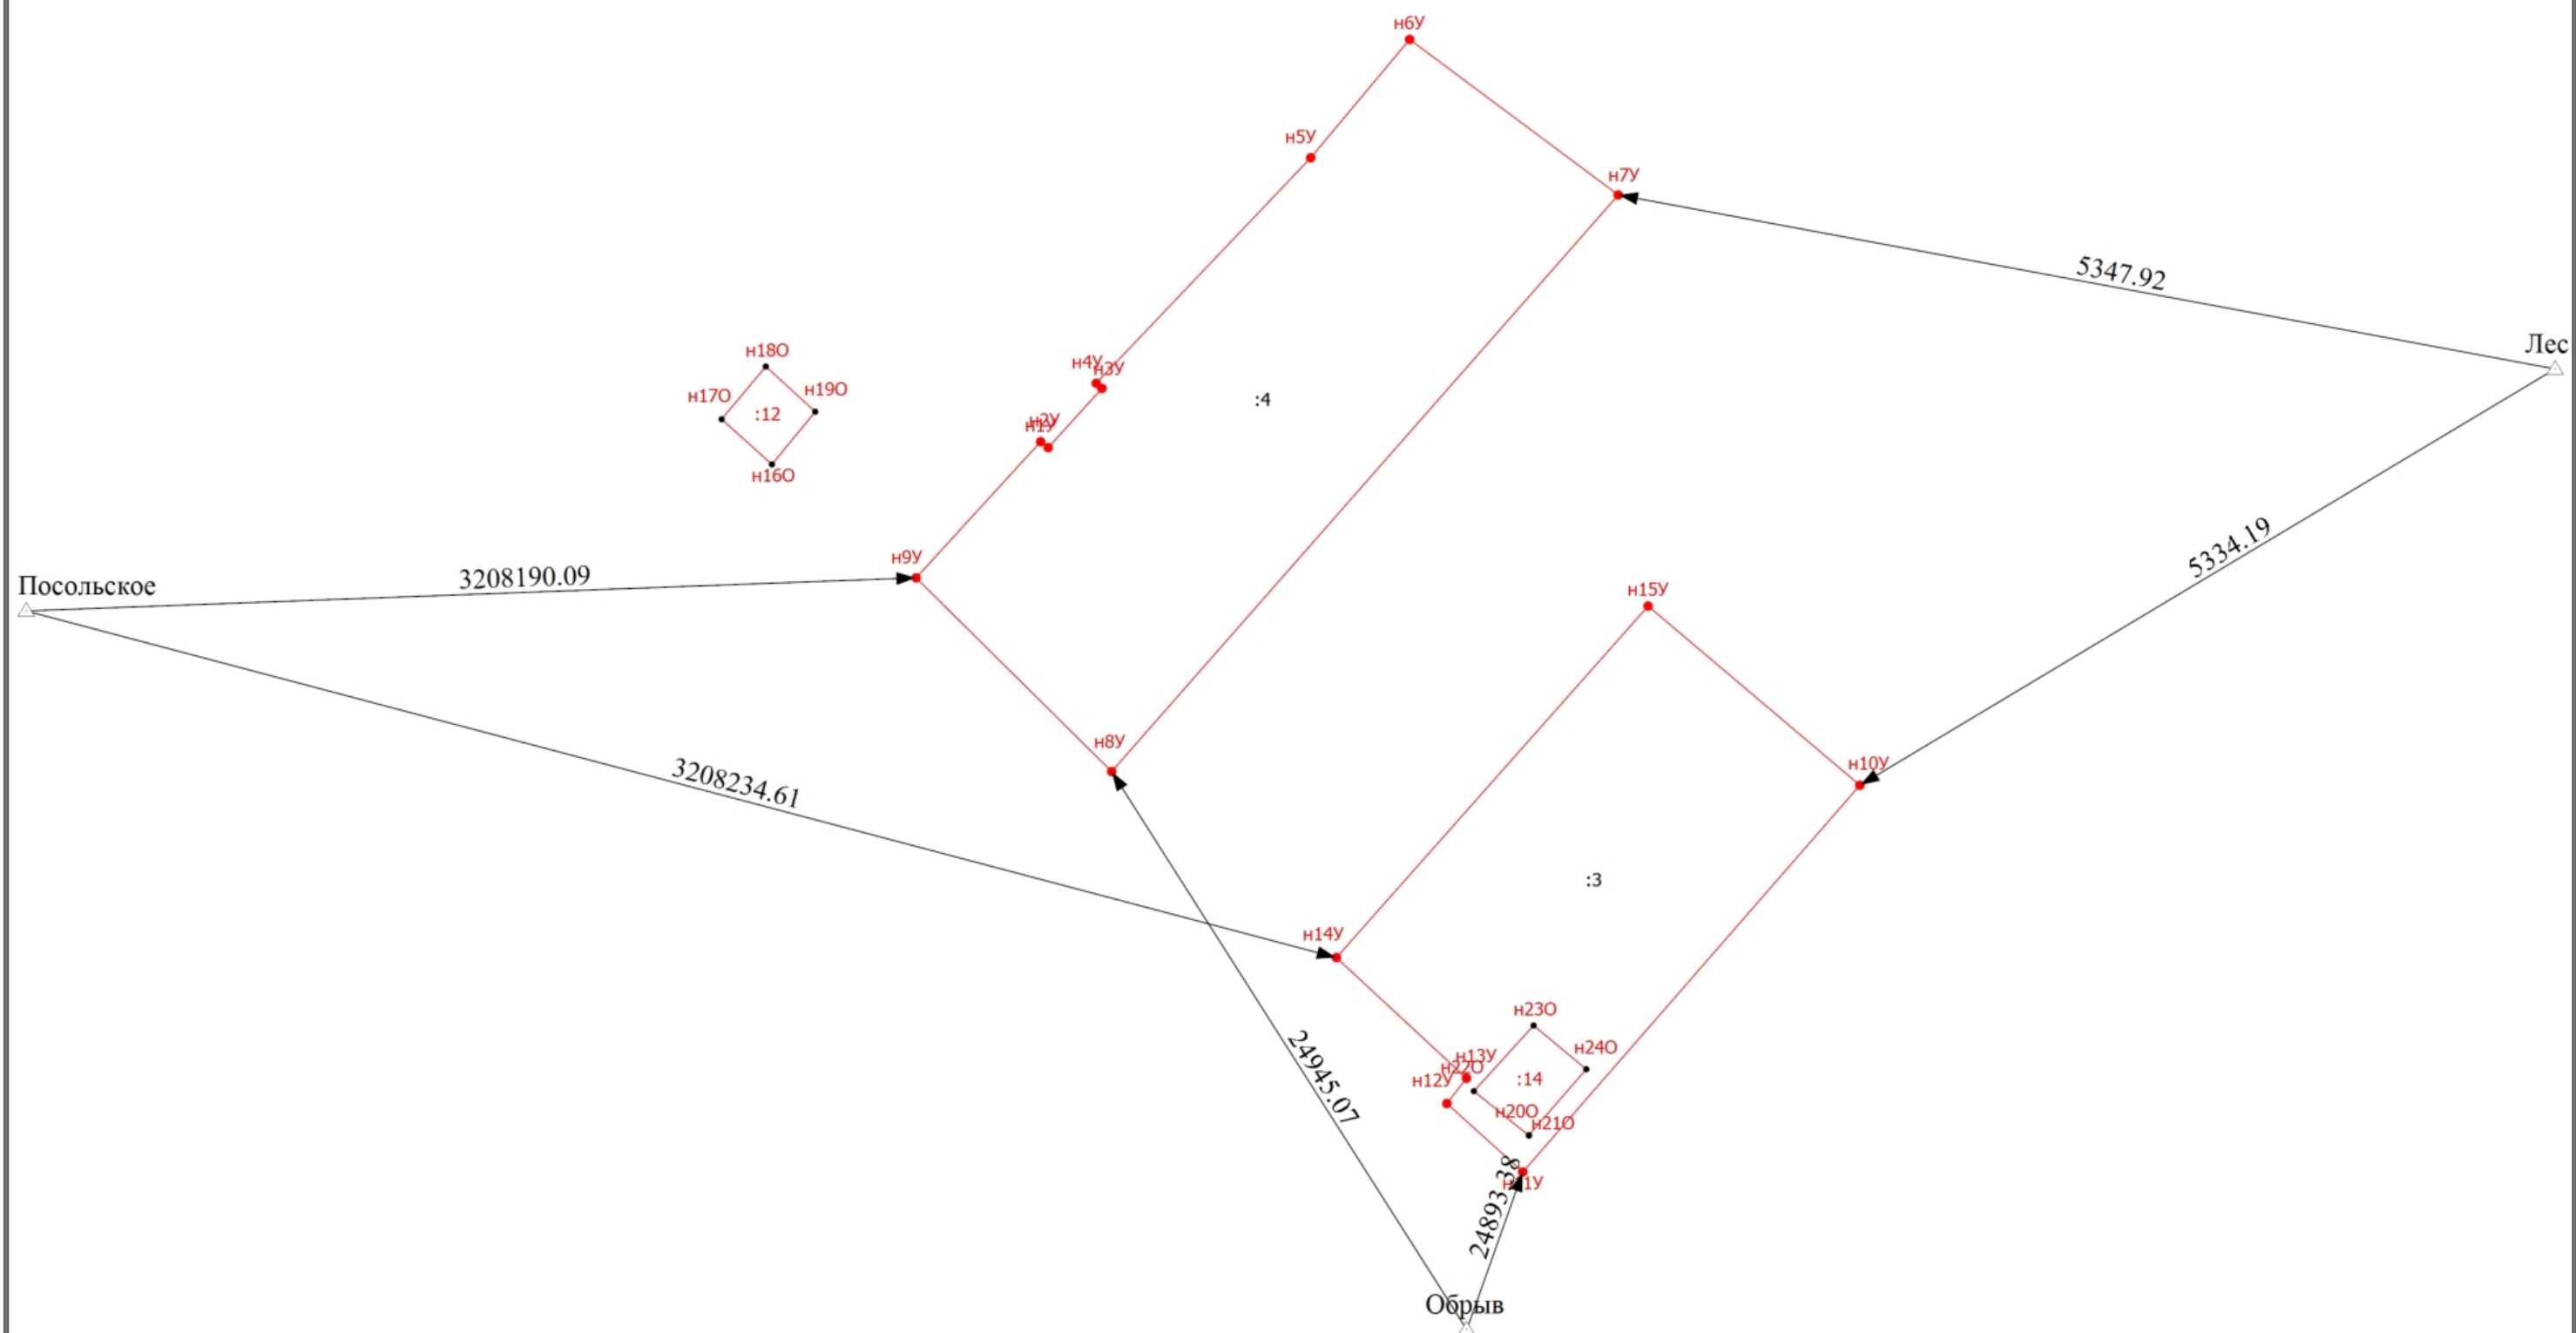 н6У
н5У
н7У
5347.92
Лес
н18О
н4У
н3У
н17О
:12
н19О
:4
н2У
н1У
н16О
5334.19
н9У
Посольское
3208190.09
н15У
н8У
н10У
3208234.61
:3
н14У
н23О
н24О
н13У
н22О
н12У
:14
24945.07
н20О
н21О
24893.38
н11У
Обрыв